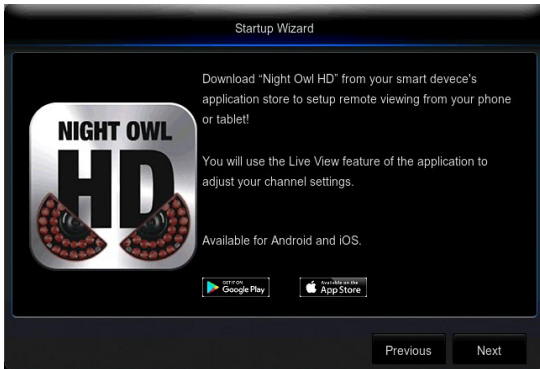 Startup Wizard
Download “Night Owl HD” from your smart devece's
application store to setup remote viewing from your phone
or tablet!
You will use the Live View feature of the application to
adjust your channel settings.
Available for Android and iOS.
NIGHT OWL
HD
GET IT ON
Google Play
Available on the
App Store
Previous
Next